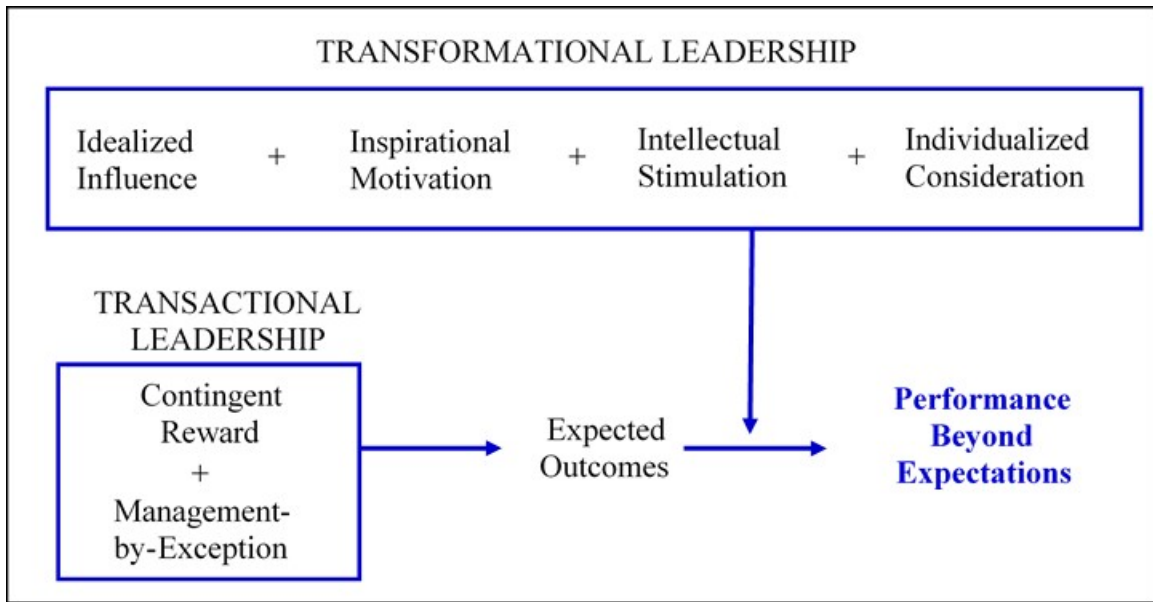 TRANSFORMATIONAL LEADERSHIP
Idealized
Influence
+
Inspirational
Motivation
+
Intellectual
Stimulation
+
Individualized
Consideration
TRANSACTIONAL
LEADERSHIP
Contingent
Reward
+
Management-
by-Exception
Expected
Outcomes
Performance
Beyond
Expectations